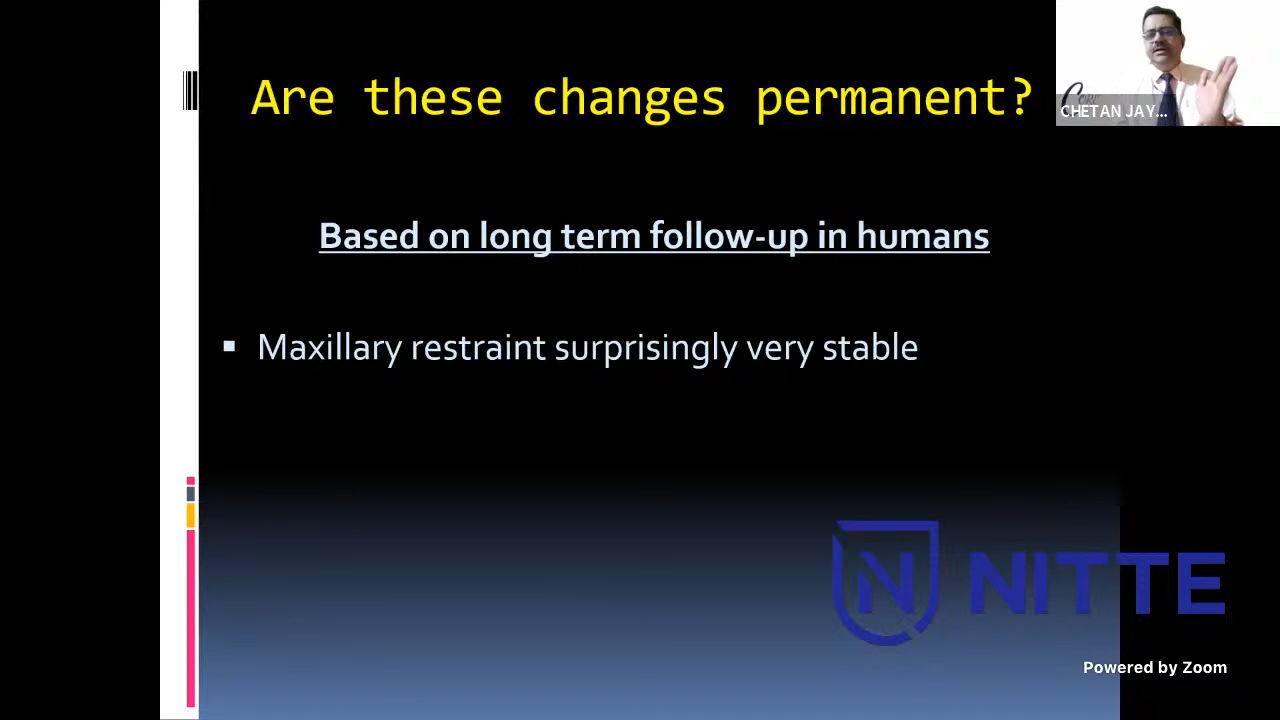 Are these changes permanent?
CHETAN JAY...
Based on long term follow-up in humans
▪ Maxillary restraint surprisingly very stable
N NITTE
Powered by Zoom